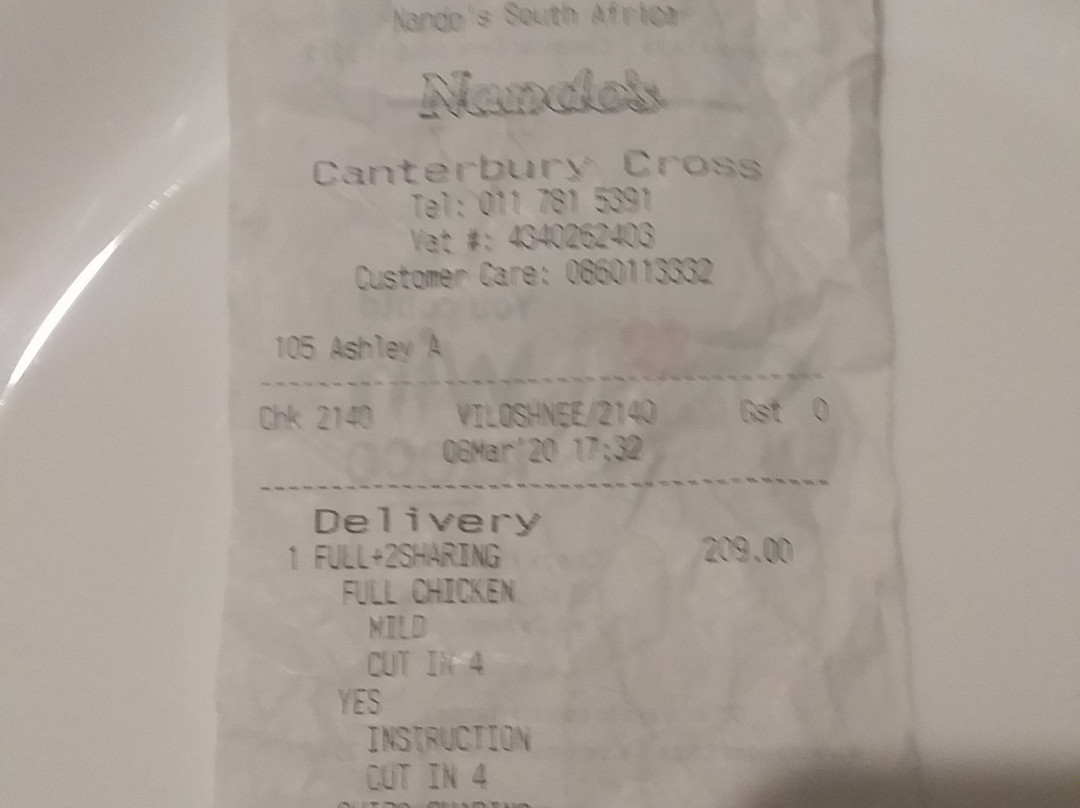 Nando's South Africa
Nando's
Canterbury Cross
Tel: 011 781 5391
Vat #: 4340262403
Customer Care: 0860113332
105 Ashley A
Chk 2140 VILOSHNEE/2140 Gst 0
06Mar'20 17:32
Delivery
1 FULL+2SHARING 209.00
FULL CHICKEN
MILD
CUT IN 4
YES
INSTRUCTION
CUT IN 4